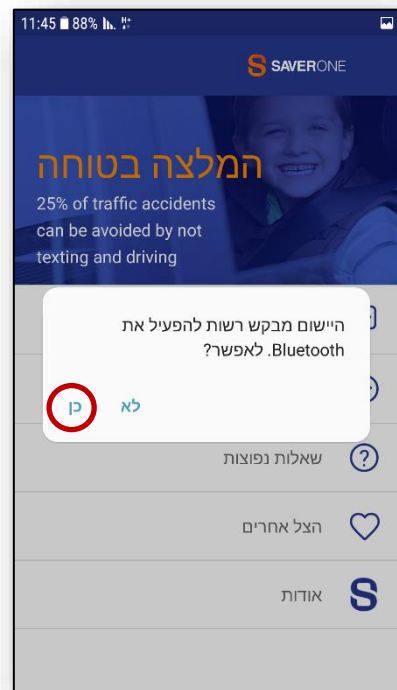 11:45 88%
SAVERONE
המלצה בטוחה
25% of traffic accidents
can be avoided by not
texting and driving
היישום מבקש רשות להפעיל את
Bluetooth. לאפשר?
לא כן
שאלות נפוצות
הצל אחרים
אודות